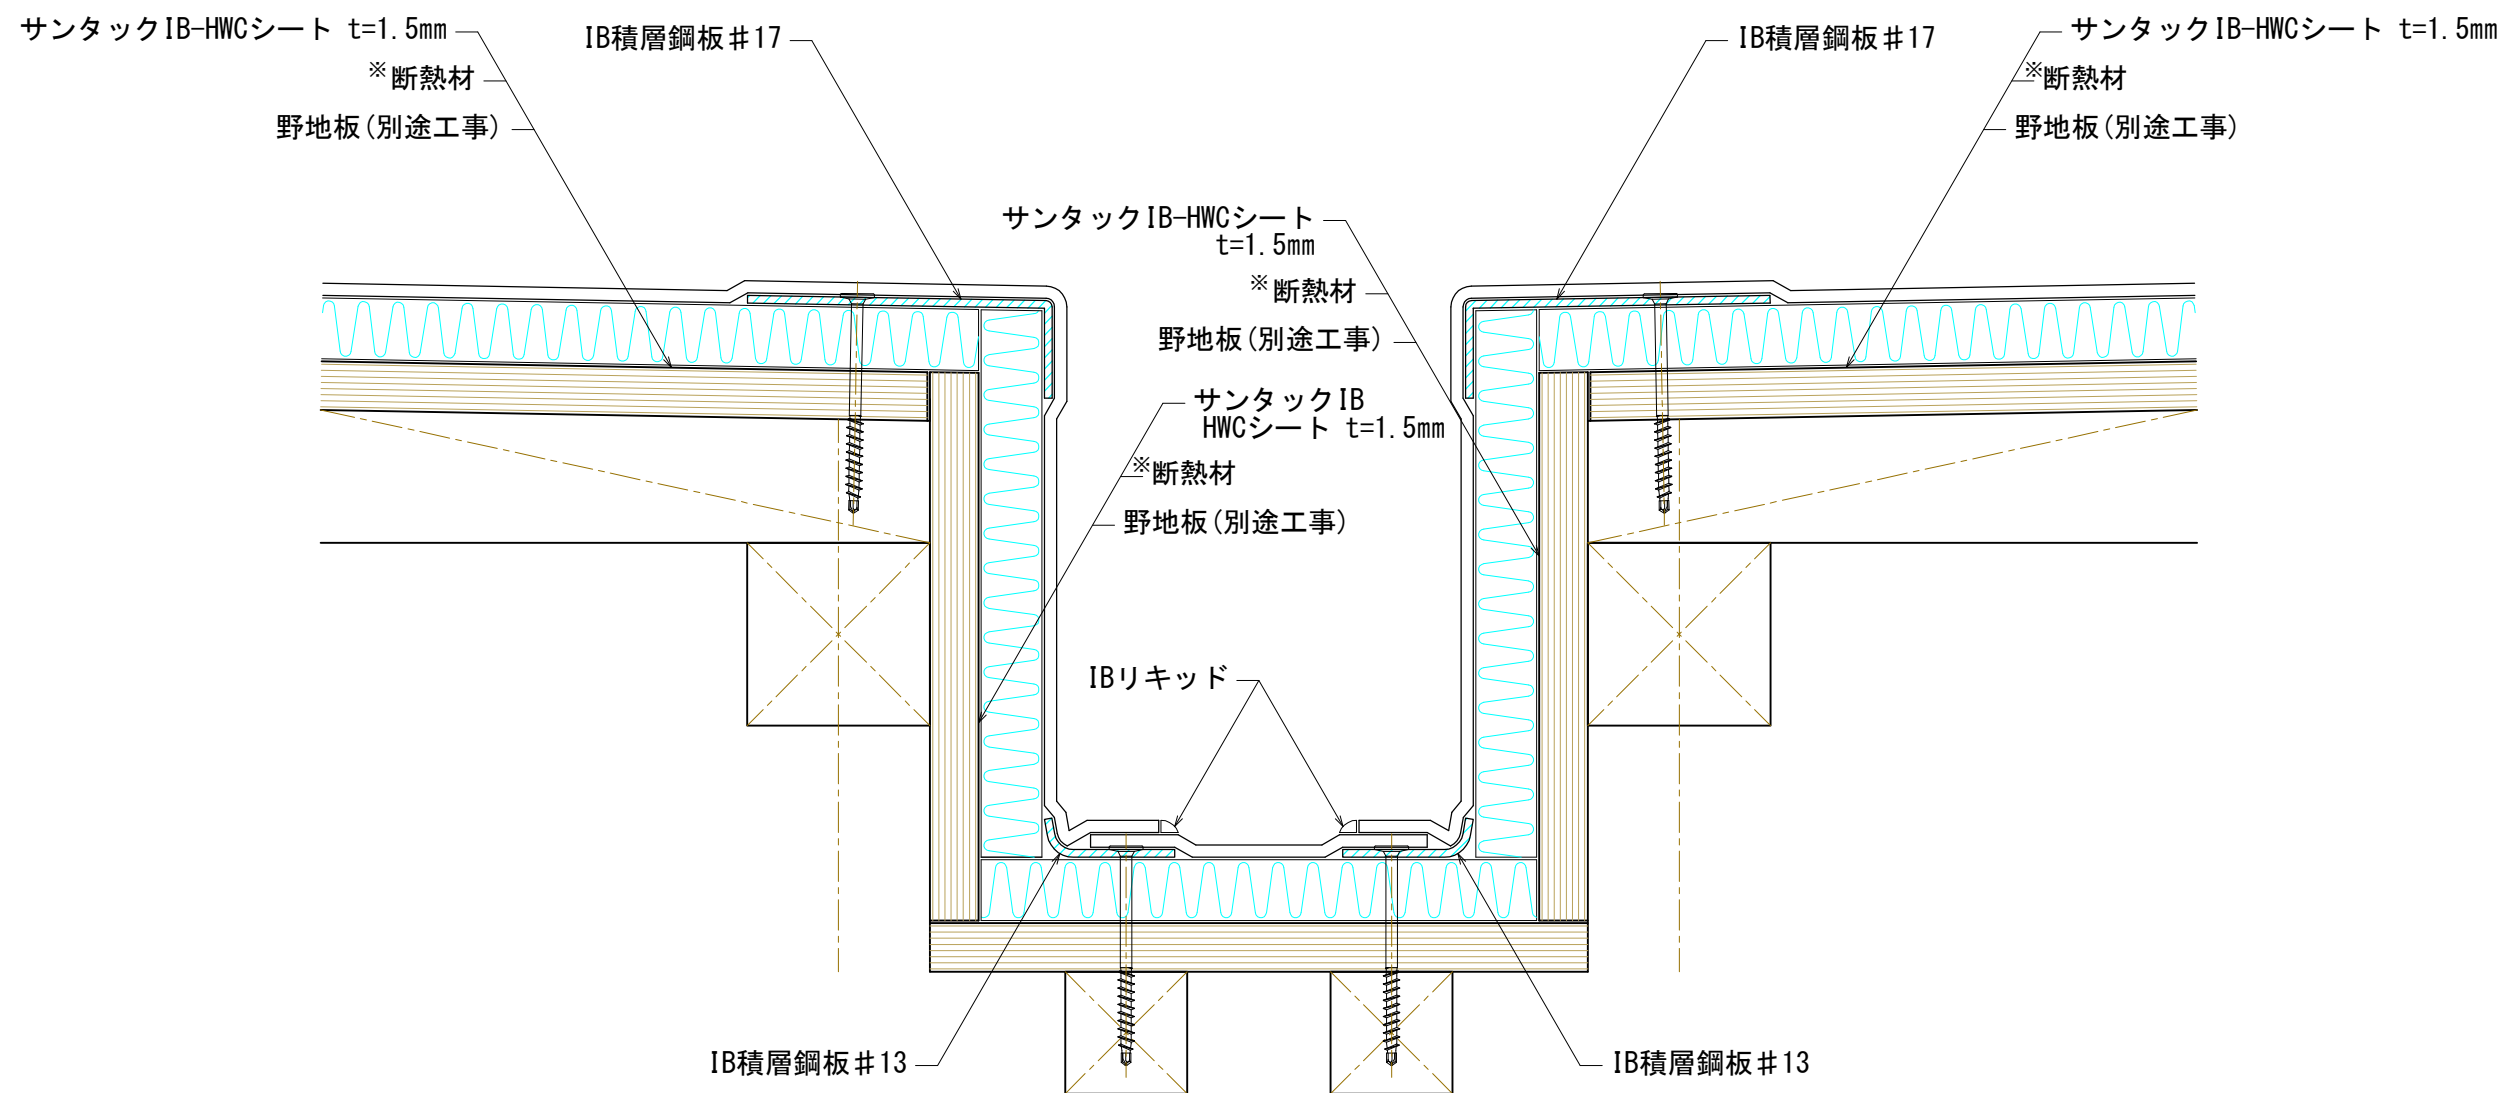 サンタックIB-HWCシート t=1.5mm
※断熱材
野地板(別途工事)
IB積層鋼板♯17
IB積層鋼板♯17
サンタックIB-HWCシート t=1.5mm
※断熱材
野地板(別途工事)
サンタックIB-HWCシート
t=1.5mm
※断熱材
野地板(別途工事)
サンタックIB
HWCシート t=1.5mm
※断熱材
野地板(別途工事)
IBリキッド
IB積層鋼板♯13
IB積層鋼板♯13